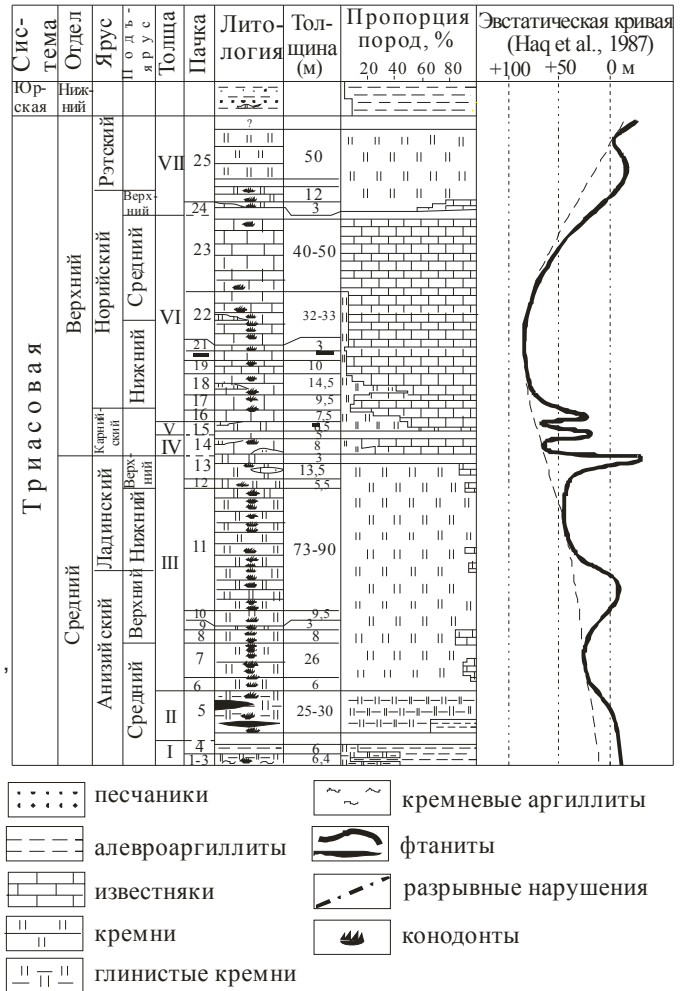 Сис-
тема
Отдел
Ярус
Подъ-
ярус
Толща
Пачка
Лито-
логия
Тол-
щина
(м)
Пропорция
пород, %
20 40 60 80
Эвстатическая кривая
(Haq et al., 1987)
+100 +50 0 м
Юр-
ская
Ниж-
ний
Триасовая
Верхний
Средний
Рэтский
Норийский
Карний-
ский
Ладинский
Анизийский
Верх-
ний
Средний
Нижний
Верх-
ний
Нижний
Верхний
Средний
VII
VI
V
IV
III
II
I
?
25 50
12
24 3
23 40-50
22 32-33
21 3
19 10
18 14,5
17 9,5
16 7,5
15
14 8
3
13 13,5
12 5,5
11 73-90
10 9,5
9 3
8 8
7 26
6 6
5 25-30
4 6
1-3 6,4
,
песчаники
алевроаргиллиты
известняки
кремни
глинистые кремни
кремневые аргиллиты
фтаниты
разрывные нарушения
конодонты